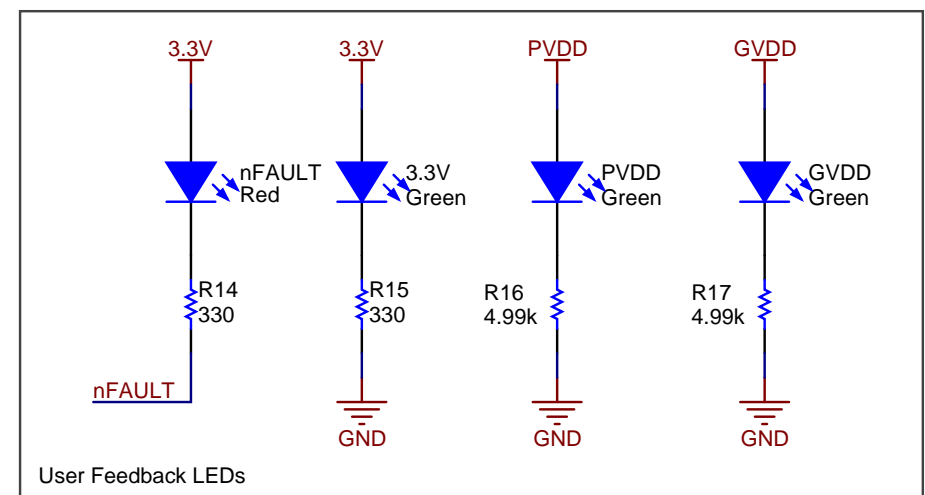 3.3V
3.3V
PVDD
GVDD
nFAULT
Red
3.3V
Green
PVDD
Green
GVDD
Green
R14
330
R15
330
R16
4.99k
R17
4.99k
nFAULT
GND
GND
GND
User Feedback LEDs